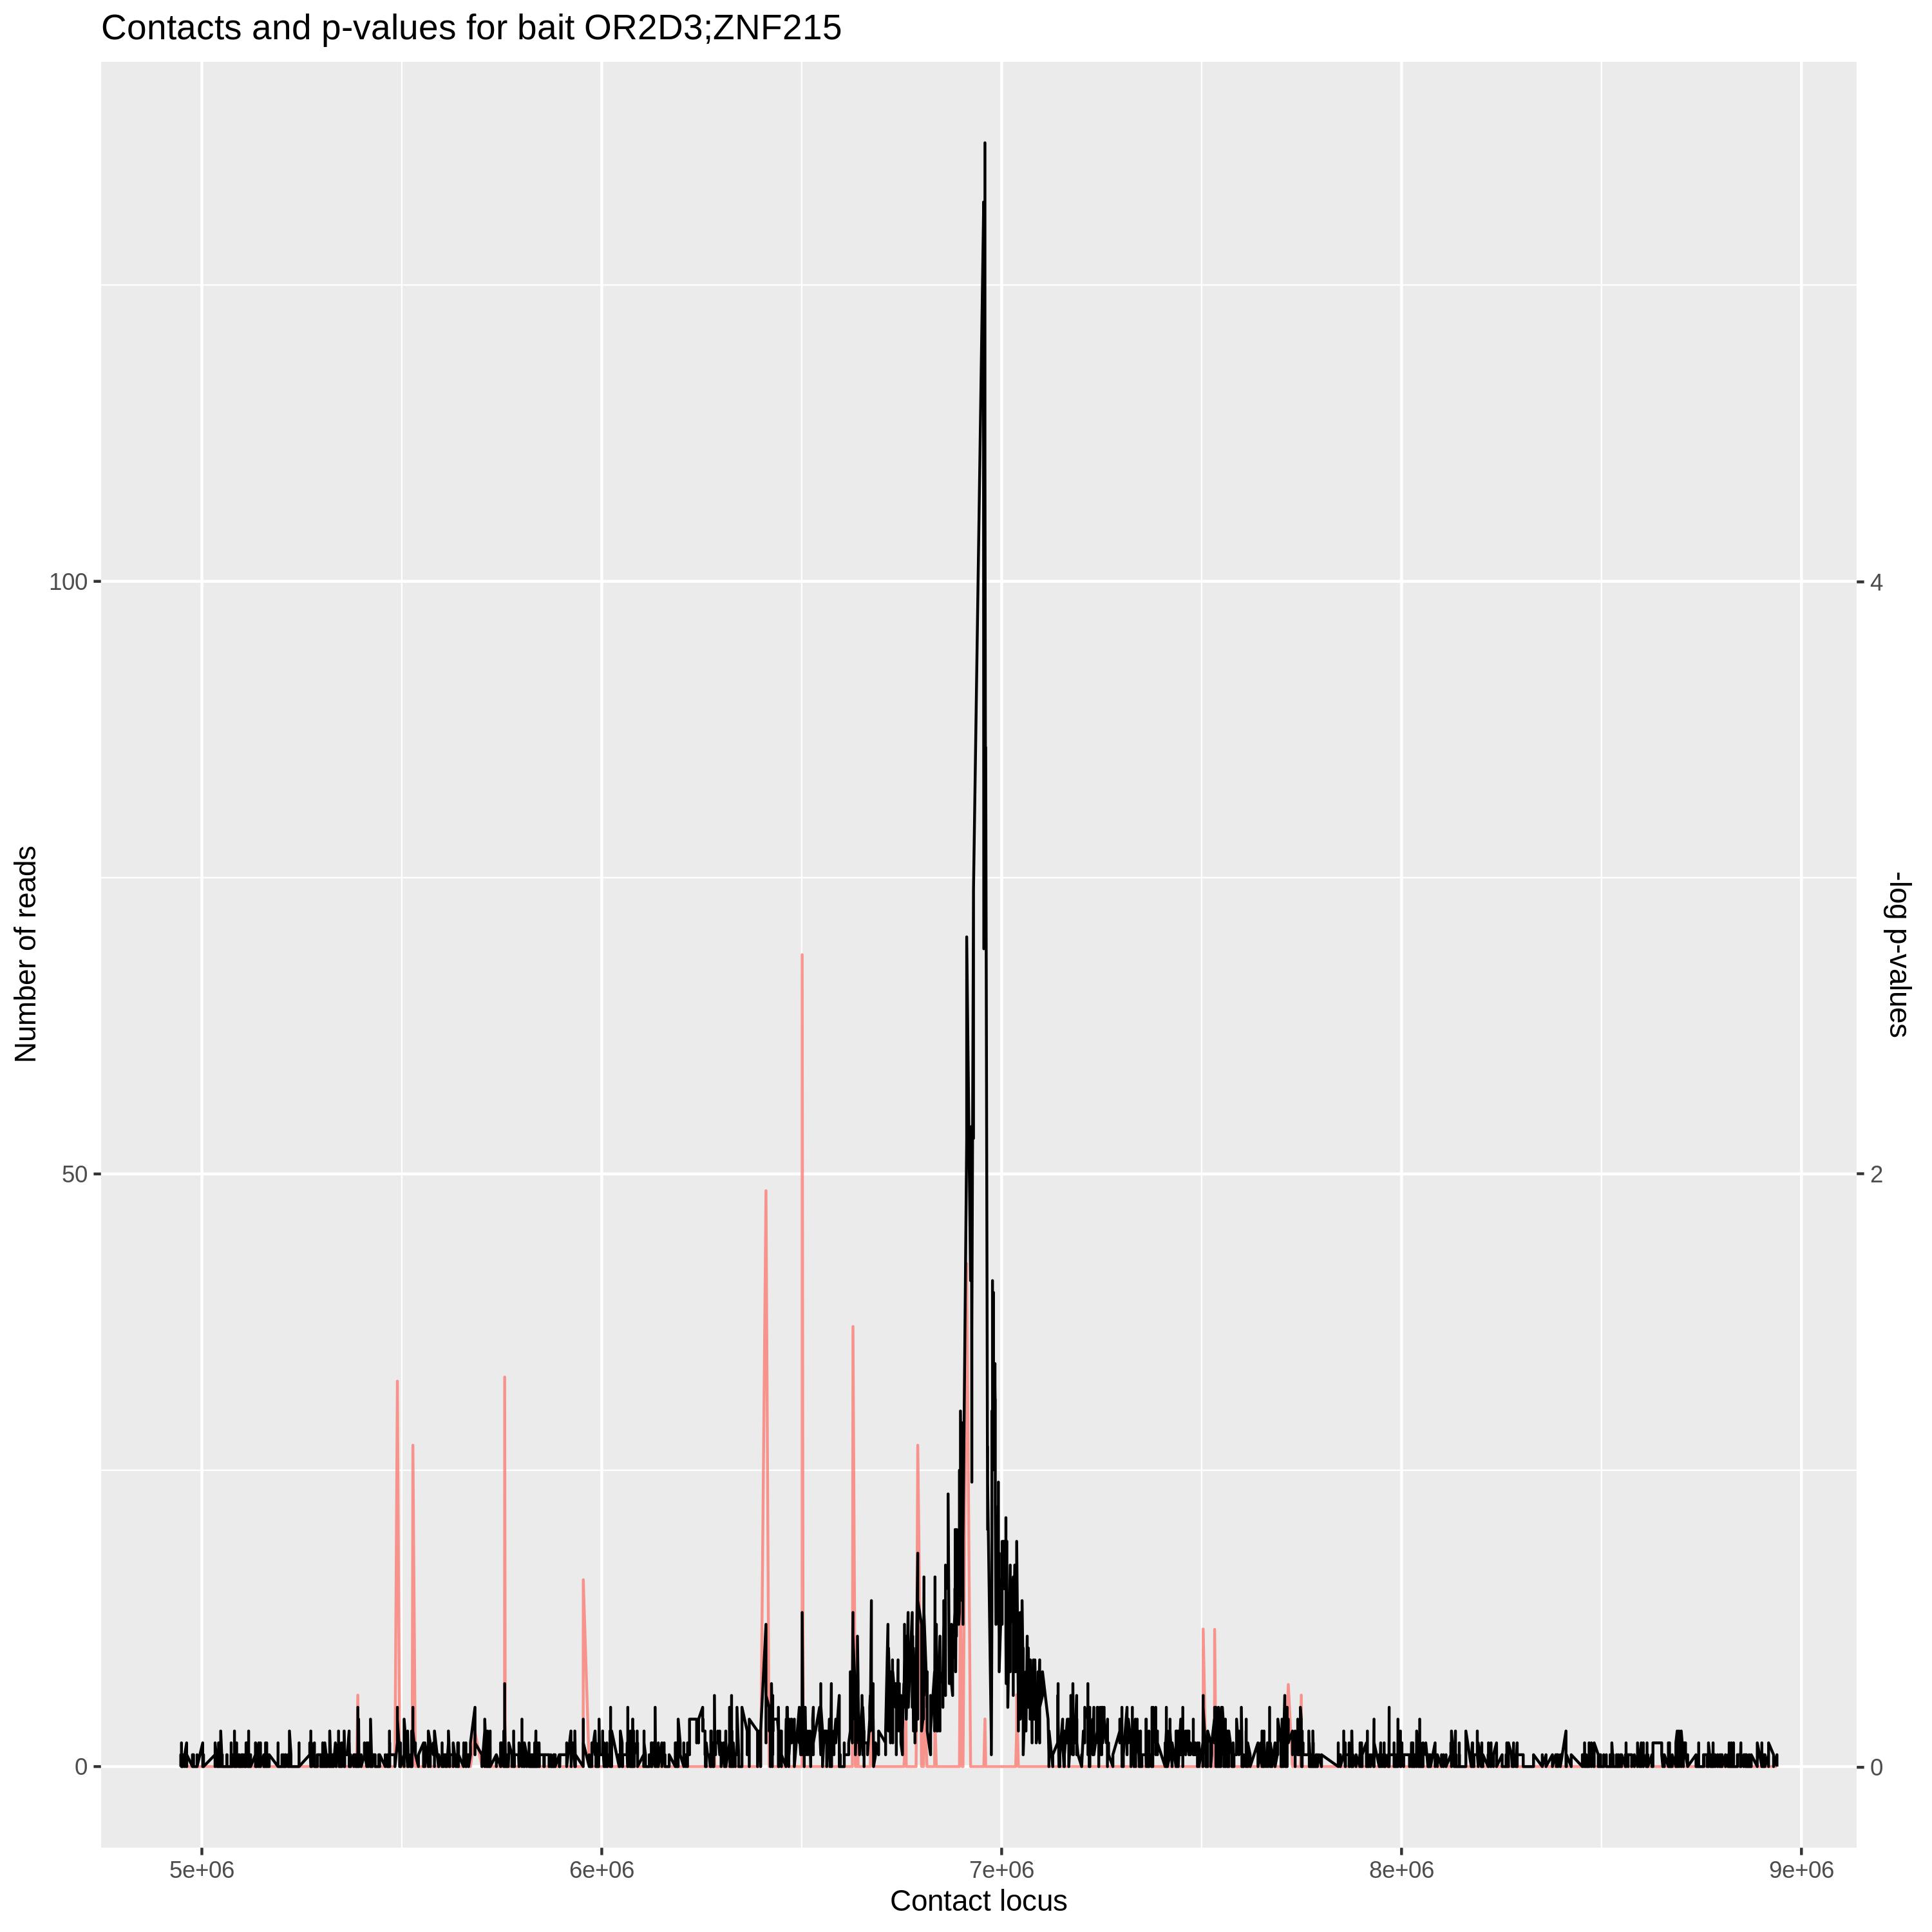 Contacts and p-values for bait OR2D3;ZNF215
100
50
0
Number of reads
4
2
0
-log p-values
5e+06
6e+06
7e+06
8e+06
9e+06
Contact locus